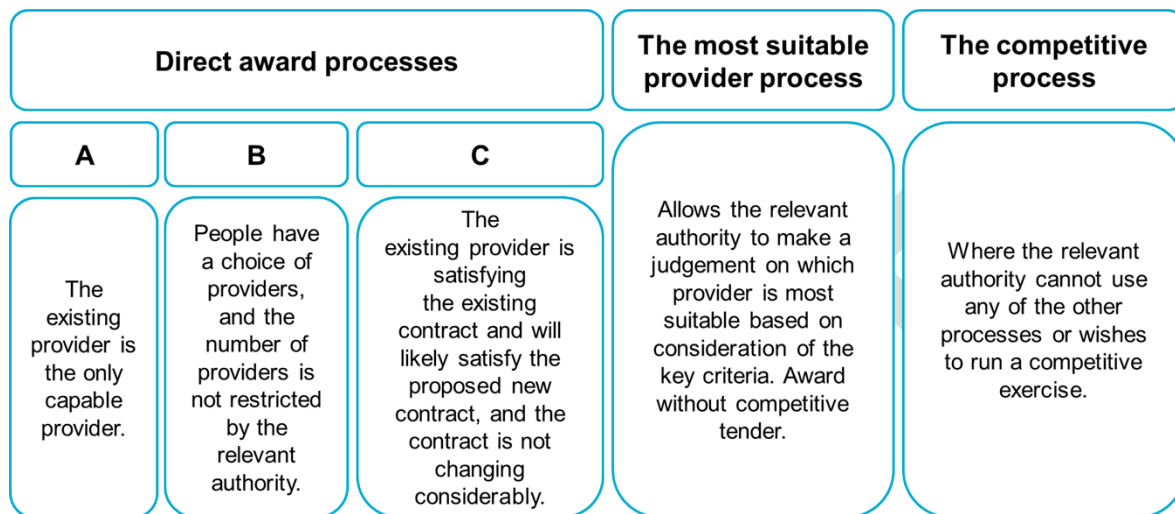 Direct award processes
The most suitable
provider process
The competitive
process
A
B
C
The
existing
provider is
the only
capable
provider.
People have
a choice of
providers,
and the
number of
providers is
not restricted
by the
relevant
authority.
The
existing provider is
satisfying
the existing
contract and will
likely satisfy the
proposed new
contract, and the
contract is not
changing
considerably.
Allows the relevant
authority to make a
judgement on which
provider is most
suitable based on
consideration of the
key criteria. Award
without competitive
tender.
Where the relevant
authority cannot use
any of the other
processes or wishes
to run a competitive
exercise.